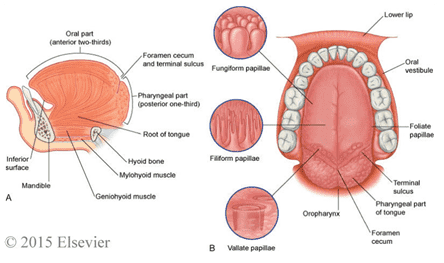 Oral part
(anterior two-thirds)
Foramen cecum
and terminal sulcus
Pharyngeal part
(posterior one-third)
Root of tongue
Hyoid bone
Mylohyoid muscle
Geniohyoid muscle
Mandible
Inferior
surface
A
© 2015 Elsevier
Fungiform papillae
Filiform papillae
Vallate papillae
B
Lower lip
Oral
vestibule
Foliate
papillae
Terminal
sulcus
Pharyngeal part
of tongue
Foramen
cecum
Oropharynx